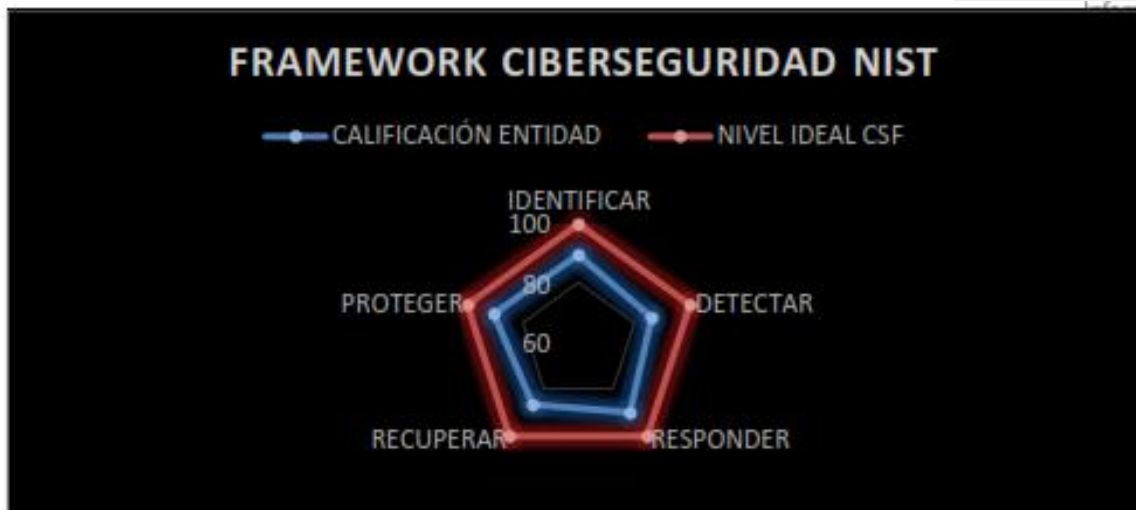 FRAMEWORK CIBERSEGURIDAD NIST
CALIFICACIÓN ENTIDAD NIVEL IDEAL CSF
IDENTIFICAR
100
80
PROTEGER DETECTAR
60
RECUPERAR RESPONDER